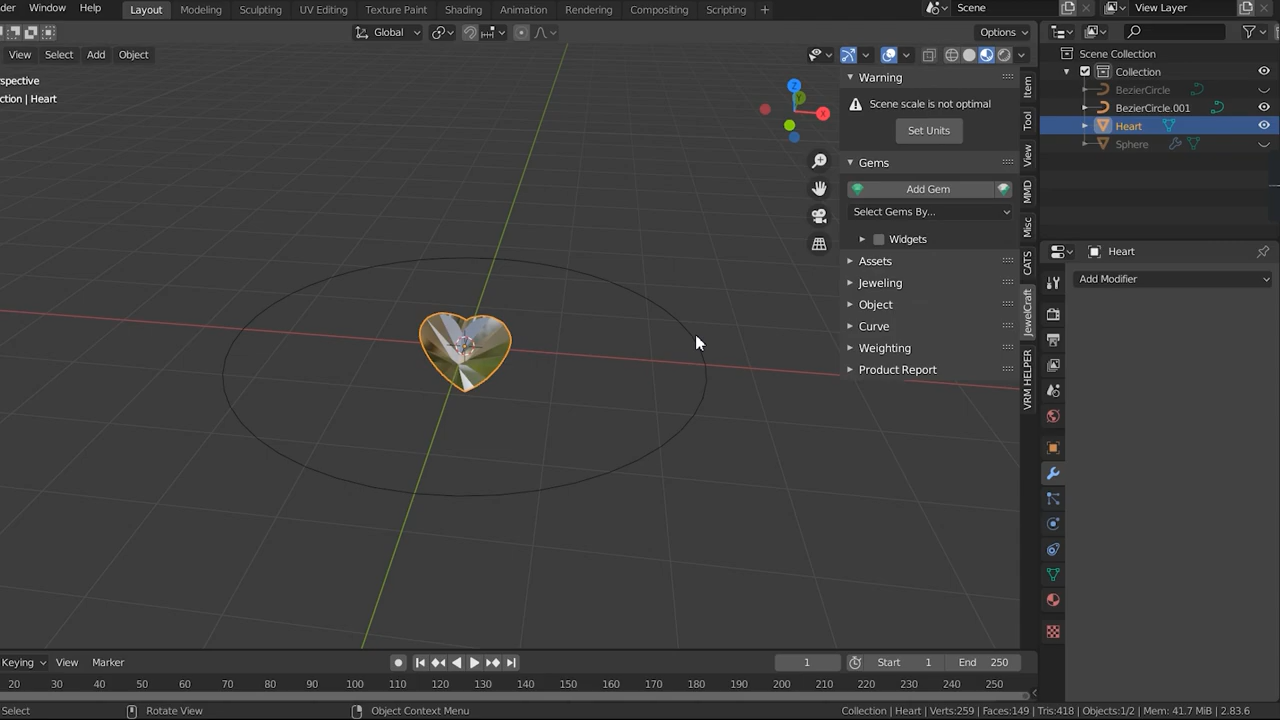 der Window Help Layout Modeling Sculpting UV Editing Texture Paint Shading Animation Rendering Compositing Scripting + Scene View Layer
Global Options
View Select Add Object
Scene Collection
Collection
BezierCircle
BezierCircle.001
Heart
Sphere
spective
ction | Heart
Z
Y
X
Warning
Scene scale is not optimal
Set Units
Gems
Add Gem
Select Gems By...
Widgets
Assets
Jeweling
Object
Curve
Weighting
Product Report
Item
Tool
View
MMD
Misc
CATS
JewelCraft
VRM HELPER
Heart
Add Modifier
Keying View Marker 1 Start 1 End 250
20 30 40 50 60 70 80 90 100 110 120 130 140 150 160 170 180 190 200 210 220 230 240 250
Select Rotate View Object Context Menu Collection | Heart | Verts:259 | Faces:149 | Tris:418 | Objects:1/2 | Mem: 41.7 MiB | 2.83.6